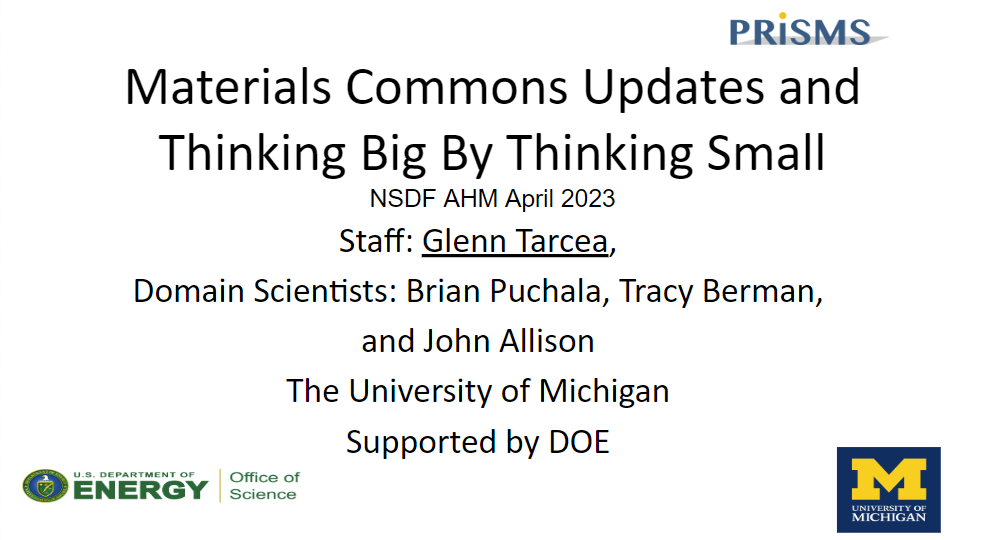 PRiSMS
Materials Commons Updates and
Thinking Big By Thinking Small
NSDF AHM April 2023
Staff: Glenn Tarcea,
Domain Scientists: Brian Puchala, Tracy Berman,
and John Allison
The University of Michigan
Supported by DOE
U.S. DEPARTMENT OF
ENERGY
Office of
Science
M
UNIVERSITY OF
MICHIGAN